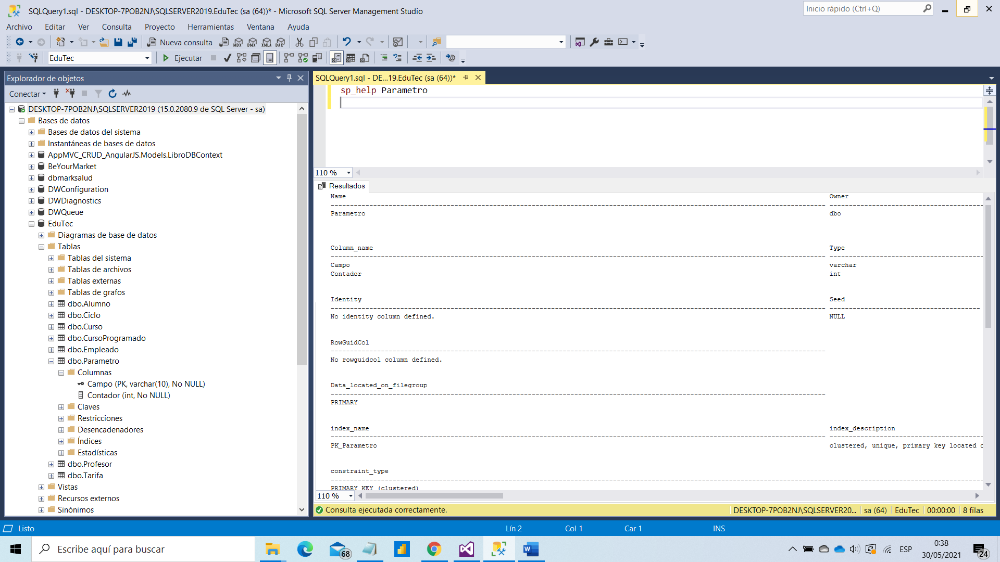 SQLQuery1.sql - DESKTOP-7POB2NJ\SQLSERVER2019.EduTec (sa (64))* - Microsoft SQL Server Management Studio
Inicio rápido (Ctrl+Q)
Archivo Editar Ver Consulta Proyecto Herramientas Ventana Ayuda
Nueva consulta
MDX DMX XMLA DAX
EduTec
Ejecutar
Explorador de objetos
Conectar
DESKTOP-7POB2NJ\SQLSERVER2019 (15.0.2080.9 de SQL Server - sa)
Bases de datos
Bases de datos del sistema
Instantáneas de bases de datos
AppMVC_CRUD_AngularJS.Models.LibroDBContext
BeYourMarket
dbmarksalud
DWConfiguration
DWDiagnostics
DWQueue
EduTec
Diagramas de base de datos
Tablas
Tablas del sistema
Tablas de archivos
Tablas externas
Tablas de grafos
dbo.Alumno
dbo.Ciclo
dbo.Curso
dbo.CursoProgramado
dbo.Empleado
dbo.Parametro
Columnas
Campo (PK, varchar(10), No NULL)
Contador (int, No NULL)
Claves
Restricciones
Desencadenadores
Índices
Estadísticas
dbo.Profesor
dbo.Tarifa
Vistas
Recursos externos
Sinónimos
SQLQuery1.sql - DE...19.EduTec (sa (64))*
sp_help Parametro
110 %
Resultados
Name Owner
Parametro dbo
Column_name Type
Campo varchar
Contador int
Identity Seed
No identity column defined. NULL
RowGuidCol
No rowguidcol column defined.
Data_located_on_filegroup
PRIMARY
index_name index_description
PK_Parametro clustered, unique, primary key located
constraint_type
PRIMARY KEY (clustered)
110 %
Consulta ejecutada correctamente.
DESKTOP-7POB2NJ\SQLSERVER20... sa (64) EduTec 00:00:00 8 filas
Listo Lín 2 Col 1 Car 1 INS
Escribe aquí para buscar
68
ESP
0:38
30/05/2021
24